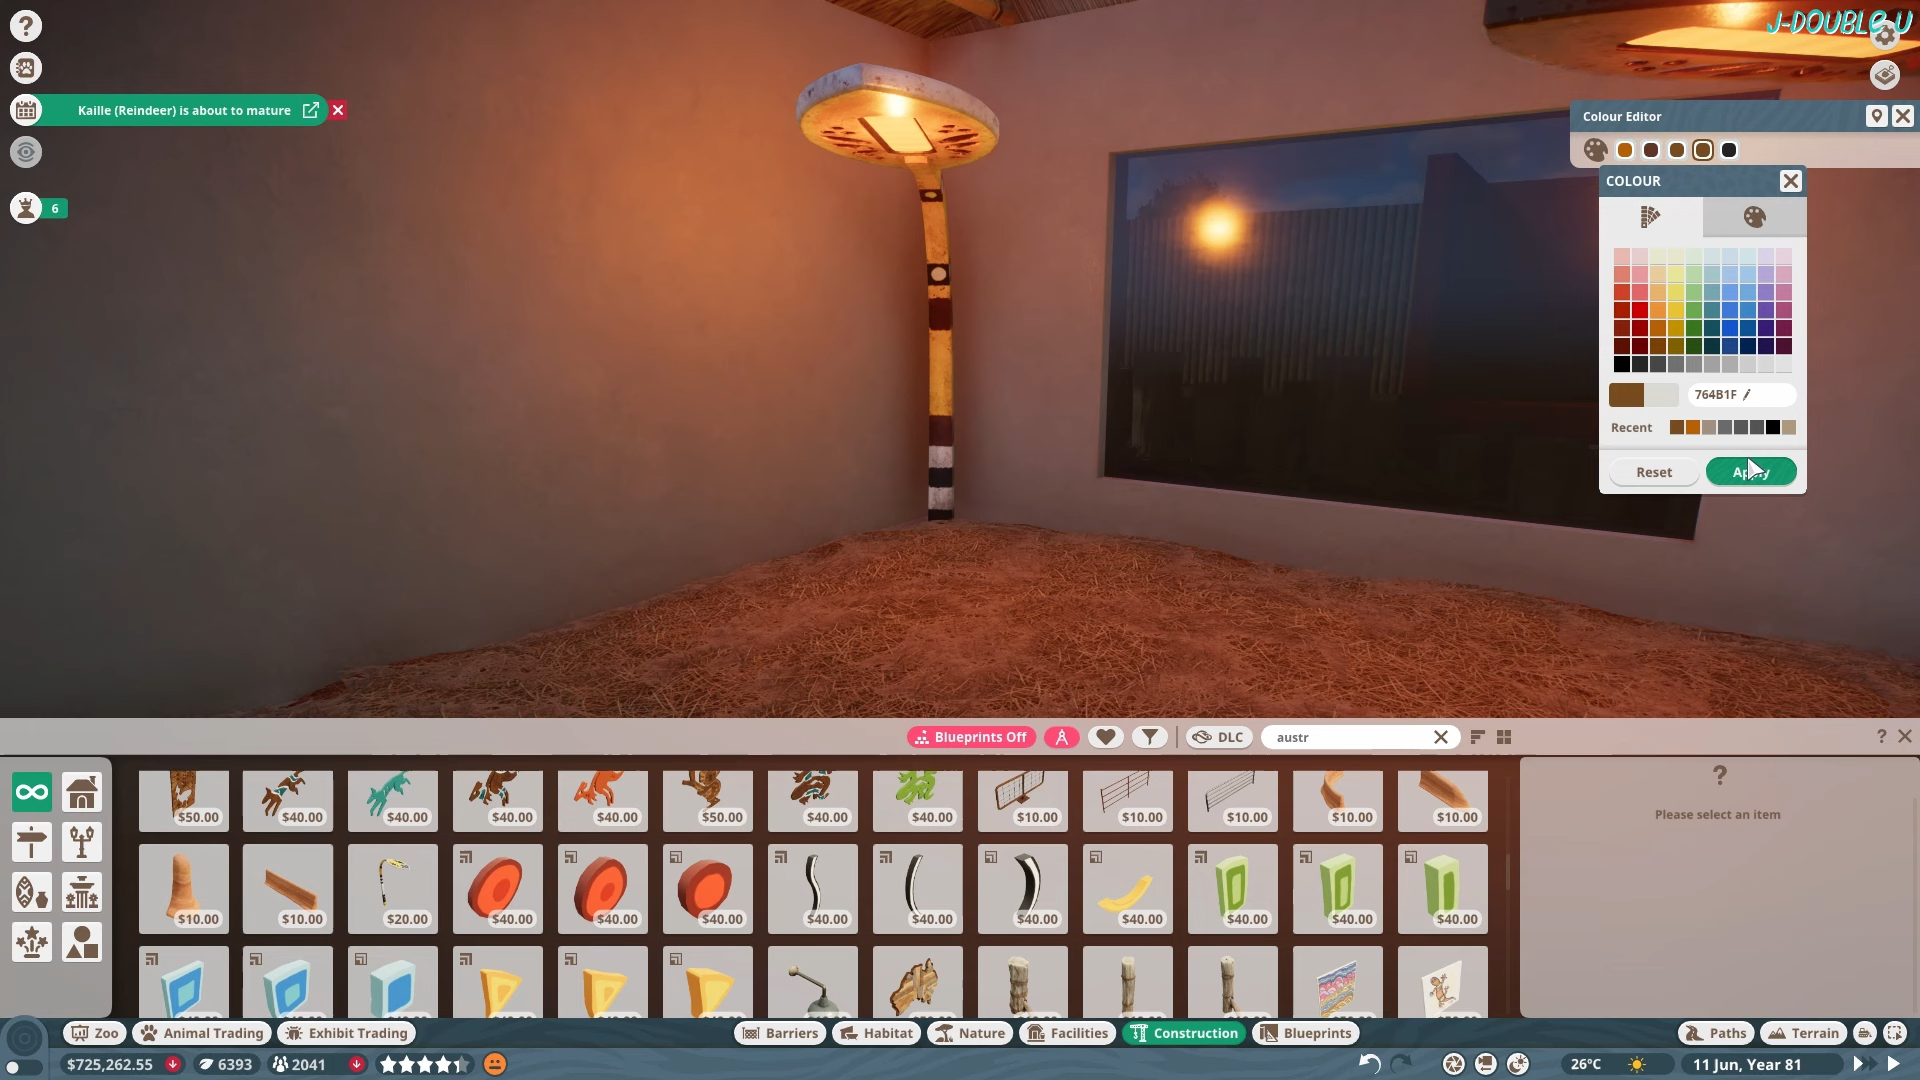 J-DOUBLE U
?
Kaille (Reindeer) is about to mature
6
Colour Editor
COLOUR
764B1F
Recent
Reset
Apply
Blueprints Off
DLC
austr
?
$50.00 $40.00 $40.00 $40.00 $40.00 $50.00 $40.00 $40.00 $10.00 $10.00 $10.00 $10.00 $10.00
?
Please select an item
$10.00 $10.00 $20.00 $40.00 $40.00 $40.00 $40.00 $40.00 $40.00 $40.00 $40.00 $40.00 $40.00
Zoo Animal Trading Exhibit Trading Barriers Habitat Nature Facilities Construction Blueprints Paths Terrain
$725,262.55 6393 2041 26°C 11 Jun, Year 81